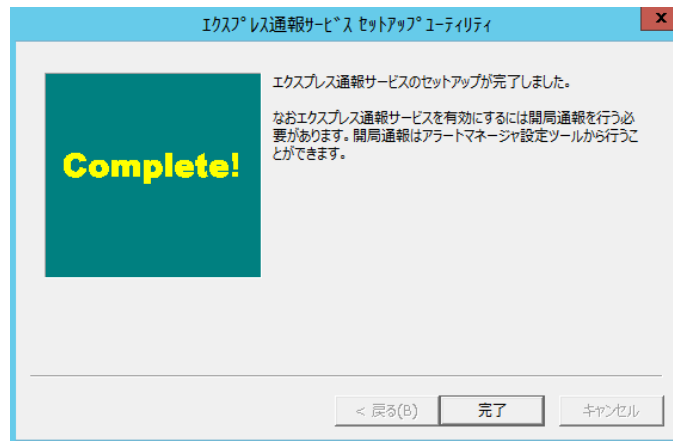 ｴｸｽﾌﾟﾚｽ通報ｻｰﾋﾞｽ ｾｯﾄｱｯﾌﾟﾕｰﾃｨﾘﾃｨ
x
エクスプレス通報サービスのセットアップが完了しました。
なおエクスプレス通報サービスを有効にするには開局通報を行う必
要があります。開局通報はアラートマネージャ設定ツールから行うこ
とができます。
Complete!
< 戻る(B)
完了
キャンセル